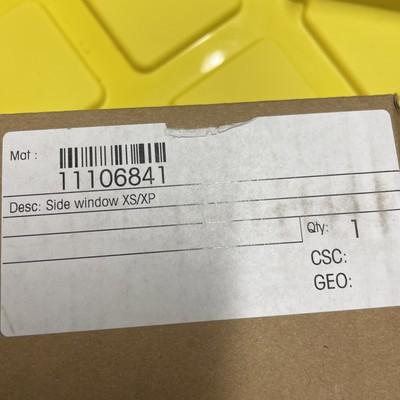 Mat :
11106841
Desc: Side window XS/XP
Qty: 1
CSC:
GEO: